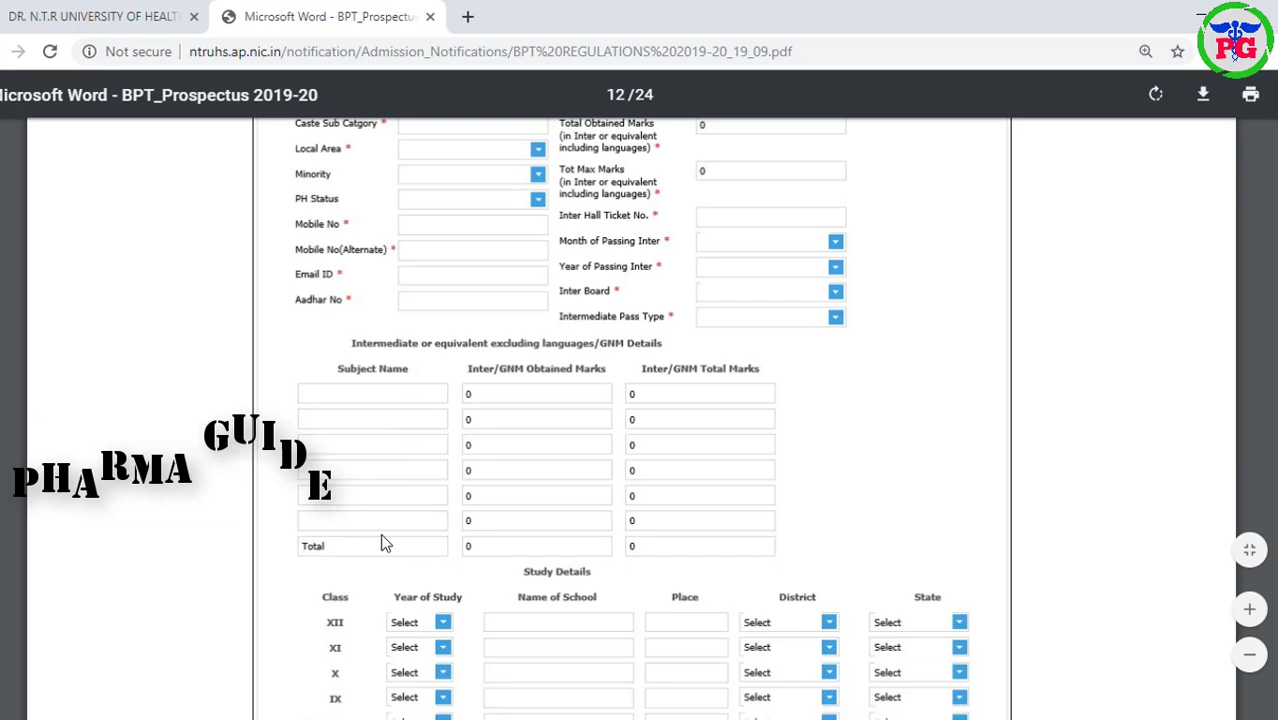 DR. N.T.R UNIVERSITY OF HEALT
Microsoft Word - BPT_Prospectu
Not secure
ntruhs.ap.nic.in/notification/Admission_Notifications/BPT%20REGULATIONS%202019-20_19_09.pdf
PG
Microsoft Word - BPT_Prospectus 2019-20
12 / 24
Caste Sub Catgory *
Local Area *
Minority
PH Status
Mobile No *
Mobile No(Alternate) *
Email ID *
Aadhar No *
Total Obtained Marks
(in Inter or equivalent
including languages) *
0
Tot Max Marks
(in Inter or equivalent
including languages) *
0
Inter Hall Ticket No. *
Month of Passing Inter *
Year of Passing Inter *
Inter Board *
Intermediate Pass Type *
Intermediate or equivalent excluding languages/GNM Details
Subject Name Inter/GNM Obtained Marks Inter/GNM Total Marks
0 0
0 0
0 0
0 0
0 0
0 0
Total 0 0
PHARMA GUIDE
Study Details
Class Year of Study Name of School Place District State
XII Select Select Select
XI Select Select Select
X Select Select Select
IX Select Select Select